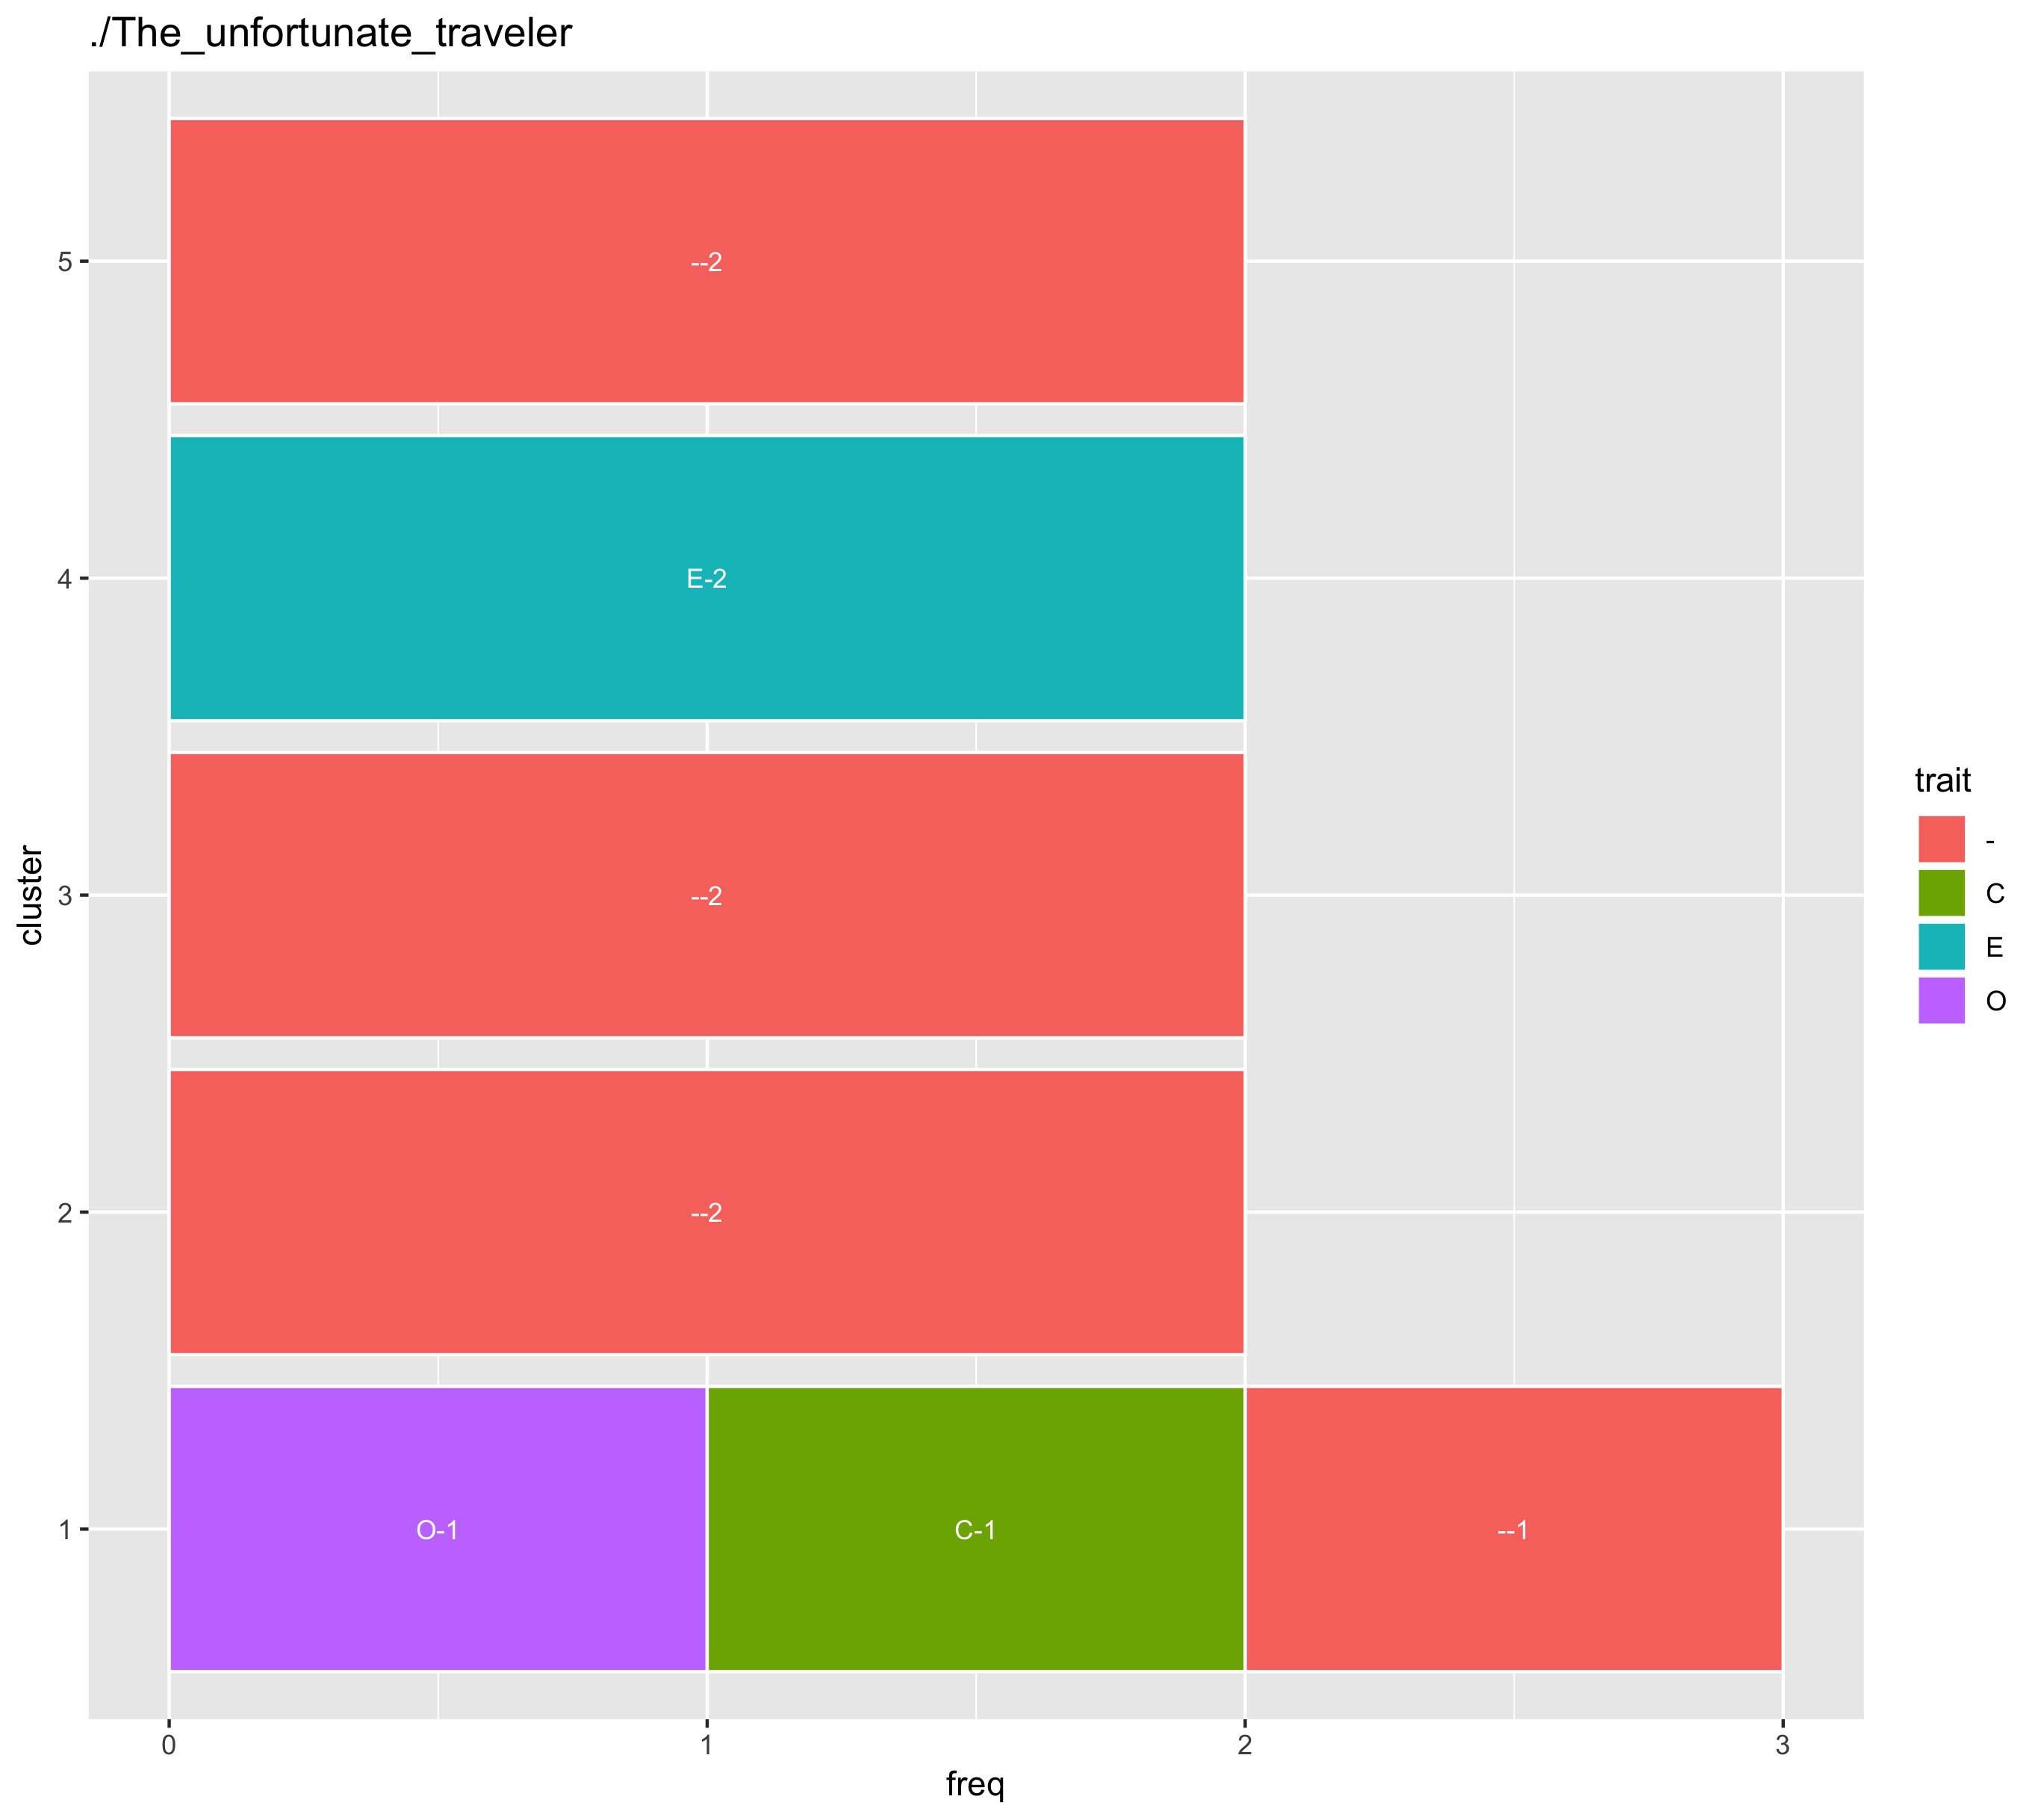 ./The_unfortunate_traveler
5
--2
4
E-2
3
--2
2
--2
1
O-1 C-1 --1
0 1 2 3
freq
cluster
trait
-
C
E
O